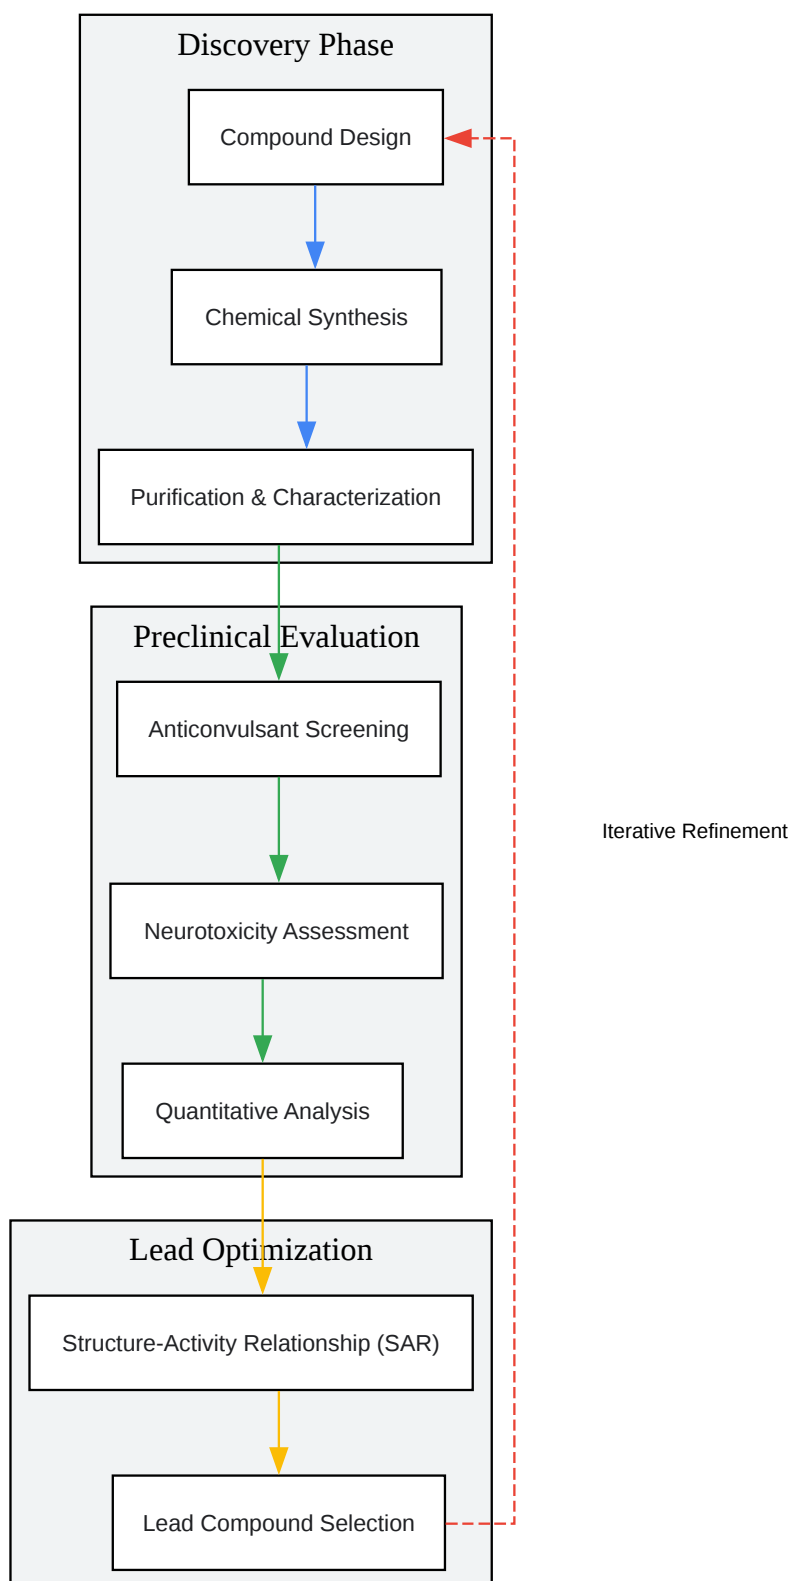 Discovery Phase
Compound Design
Chemical Synthesis
Purification & Characterization
Preclinical Evaluation
Anticonvulsant Screening
Iterative Refinement
Neurotoxicity Assessment
Quantitative Analysis
Lead Optimization
Structure-Activity Relationship (SAR)
Lead Compound Selection